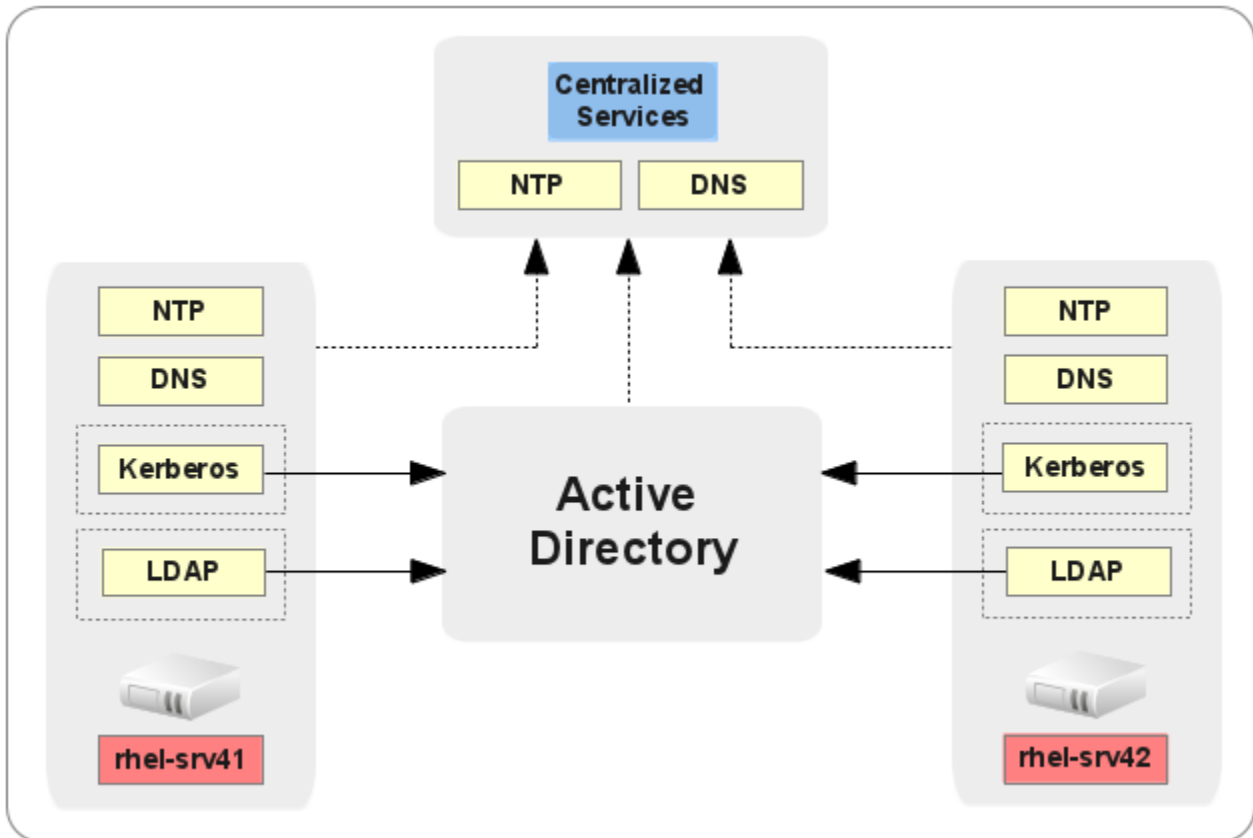 Centralized
Services
NTP
DNS
NTP
DNS
Kerberos
LDAP
rhel-srv41
Active
Directory
NTP
DNS
Kerberos
LDAP
rhel-srv42